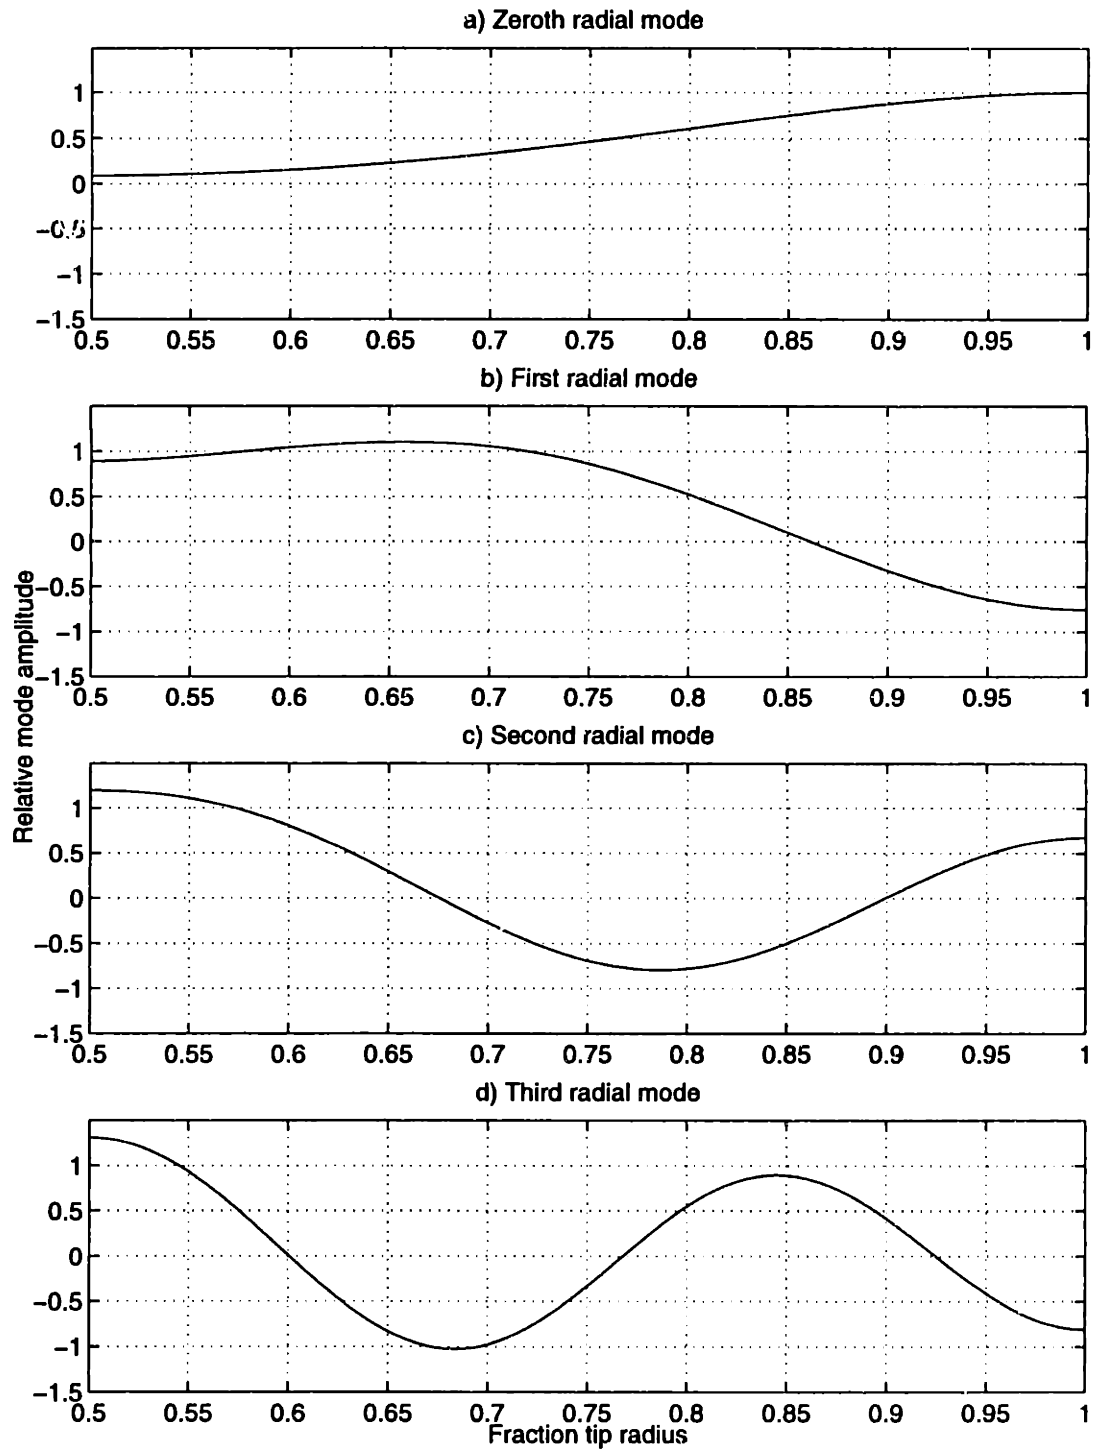 a) Zeroth radial mode
1
0.5
0
−0.5
−1
−1.5
0.5 0.55 0.6 0.65 0.7 0.75 0.8 0.85 0.9 0.95 1
b) First radial mode
1
0.5
0
−0.5
−1
−1.5
0.5 0.55 0.6 0.65 0.7 0.75 0.8 0.85 0.9 0.95 1
Relative mode amplitude
c) Second radial mode
1
0.5
0
−0.5
−1
−1.5
0.5 0.55 0.6 0.65 0.7 0.75 0.8 0.85 0.9 0.95 1
d) Third radial mode
1
0.5
0
−0.5
−1
−1.5
0.5 0.55 0.6 0.65 0.7 0.75 0.8 0.85 0.9 0.95 1
Fraction tip radius